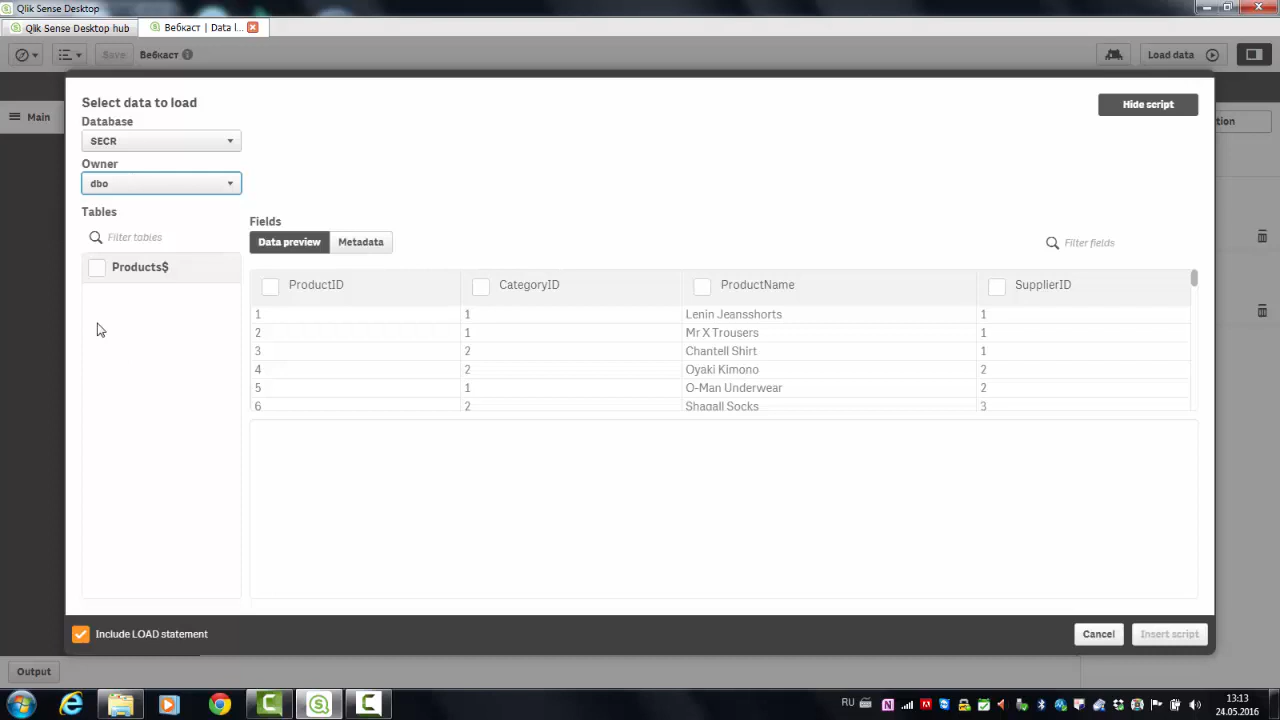 Qlik Sense Desktop
Qlik Sense Desktop hub
Вебкаст | Data l...
Save
Вебкаст
Load data
Main
tion
Select data to load
Hide script
Database
SECR
Owner
dbo
Tables
Filter tables
Products$
Fields
Data preview
Metadata
Filter fields
ProductID CategoryID ProductName SupplierID
1 1 Lenin Jeansshorts 1
2 1 Mr X Trousers 1
3 2 Chantell Shirt 1
4 2 Oyaki Kimono 2
5 1 O-Man Underwear 2
6 2 Shagall Socks 3
Include LOAD statement
Cancel
Insert script
Output
RU
13:13
24.05.2016